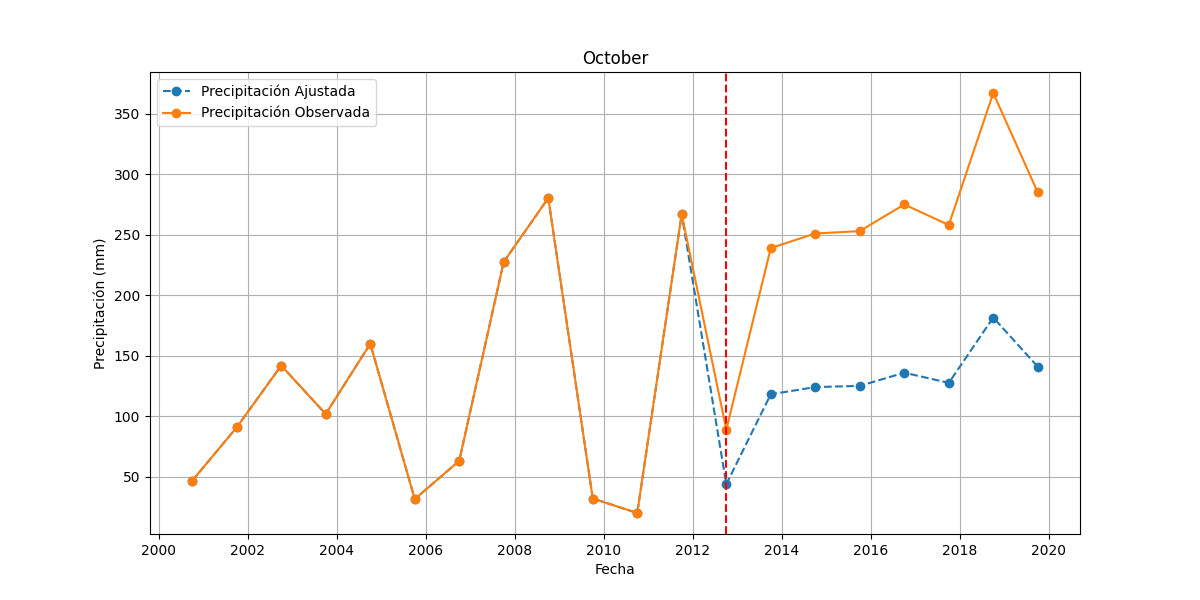 October
Precipitación Ajustada
Precipitación Observada
350
300
250
200
150
100
50
Precipitación (mm)
2000 2002 2004 2006 2008 2010 2012 2014 2016 2018 2020
Fecha